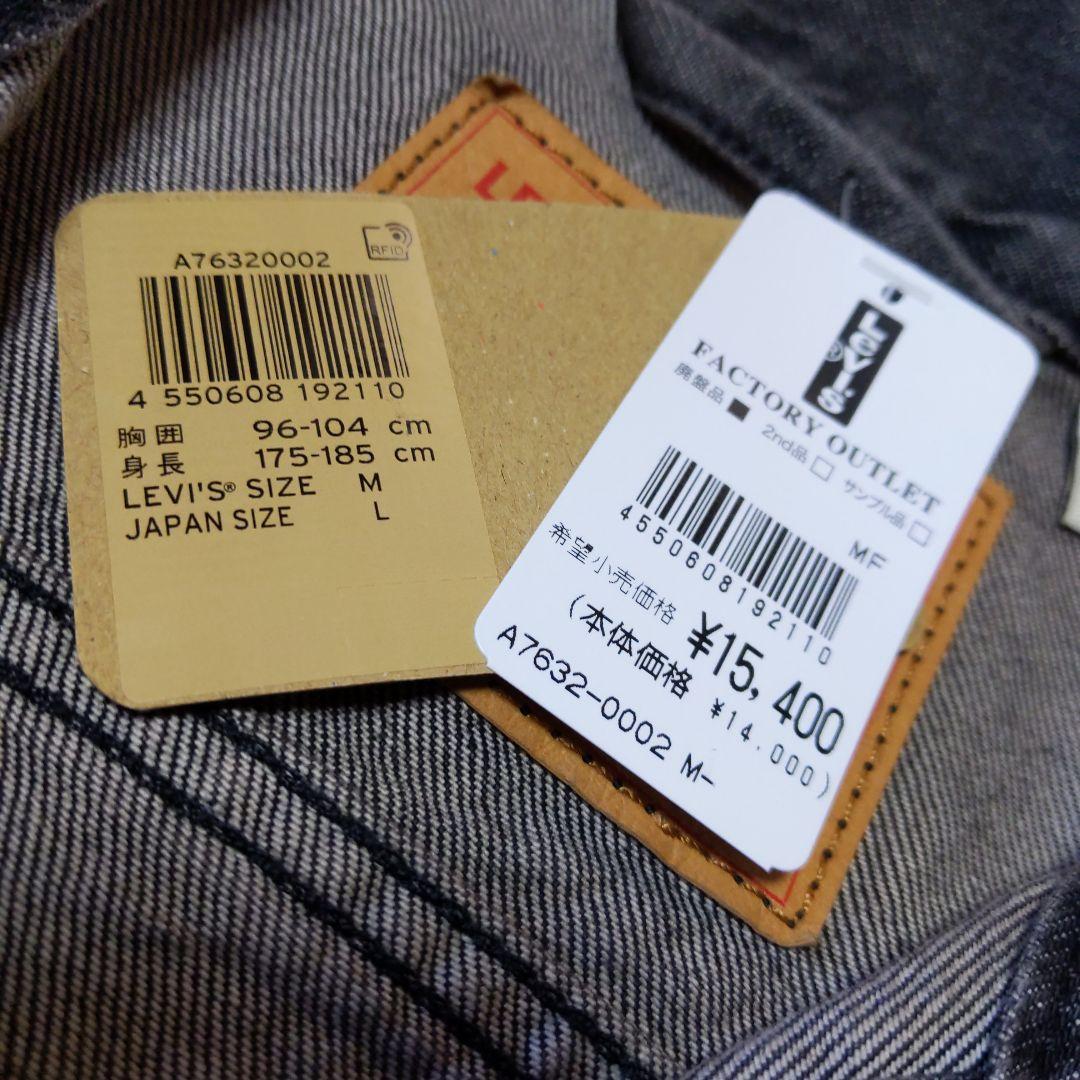 LE
RFID
A76320002
4 550608 192110
胸囲 96-104 cm
身長 175-185 cm
LEVI'S® SIZE M
JAPAN SIZE L
Levi's®
FACTORY OUTLET
廃盤品■ 2nd品□ サンプル品□
MF
4550608192110
希望小売価格 ¥15,400
(本体価格 ¥14.000)
A7632-0002 M-